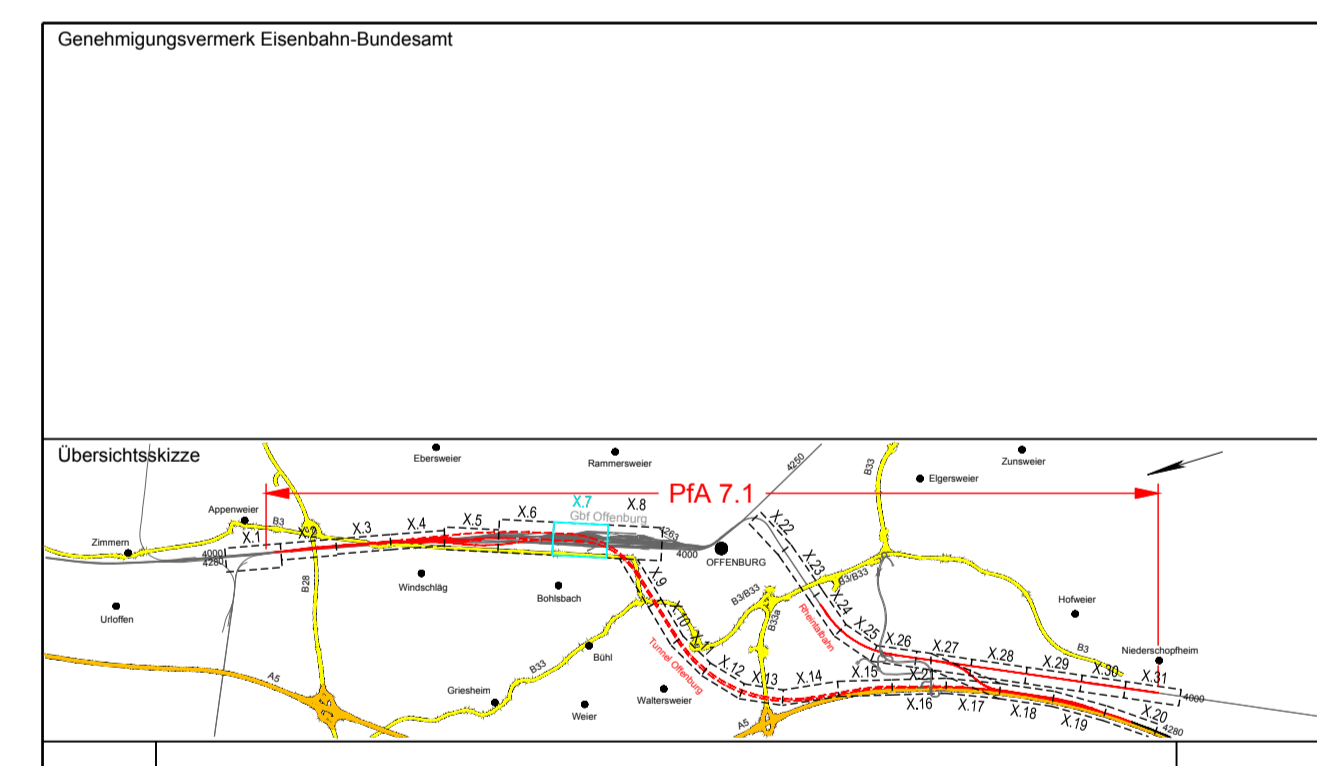 Genehmigungsvermerk Eisenbahn-Bundesamt
Übersichtsskizze
Ebersweier
Rammersweier
4250
B33
Zunsweier
Elgersweier
PfA 7.1
Appenweier
B3
X.1
X.2
X.3
X.4
X.5
X.6
X.7
X.8
Gbf Offenburg
X.22
Zimmern
4000
4280
4000
OFFENBURG
B28
Windschläg
Bohlsbach
X.9
X.23
B3/B33
B3/B33
B33a
X.24
Hofweier
Urloffen
X.10
Rheintalbahn
X.25
X.26
X.27
X.28
X.29
X.30
X.31
B3
Niederschopfheim
4000
Bühl
B33
Tunnel Offenburg
X.12
X.13
X.14
X.15
X.16
X.17
X.18
X.19
X.20
4280
A5
Griesheim
Weier
Waltersweier
A5